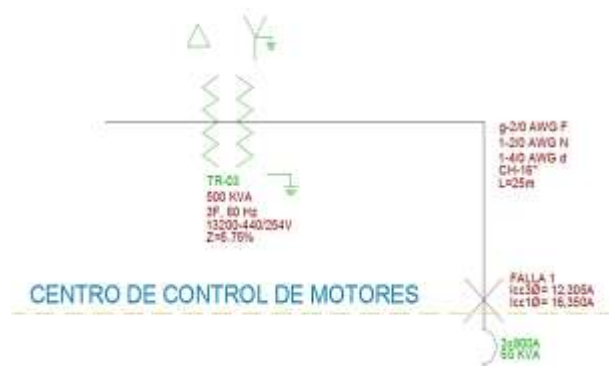 TR-03
500 KVA
3F, 60 Hz
13200-440/254V
Z=5.75%
g-2/0 AWG F
1-2/0 AWG N
1-4/0 AWG d
CH-16"
L=25m
CENTRO DE CONTROL DE MOTORES
FALLA 1
Icc3Ø= 12,305A
Icc1Ø= 16,350A
3x800A
65 KVA